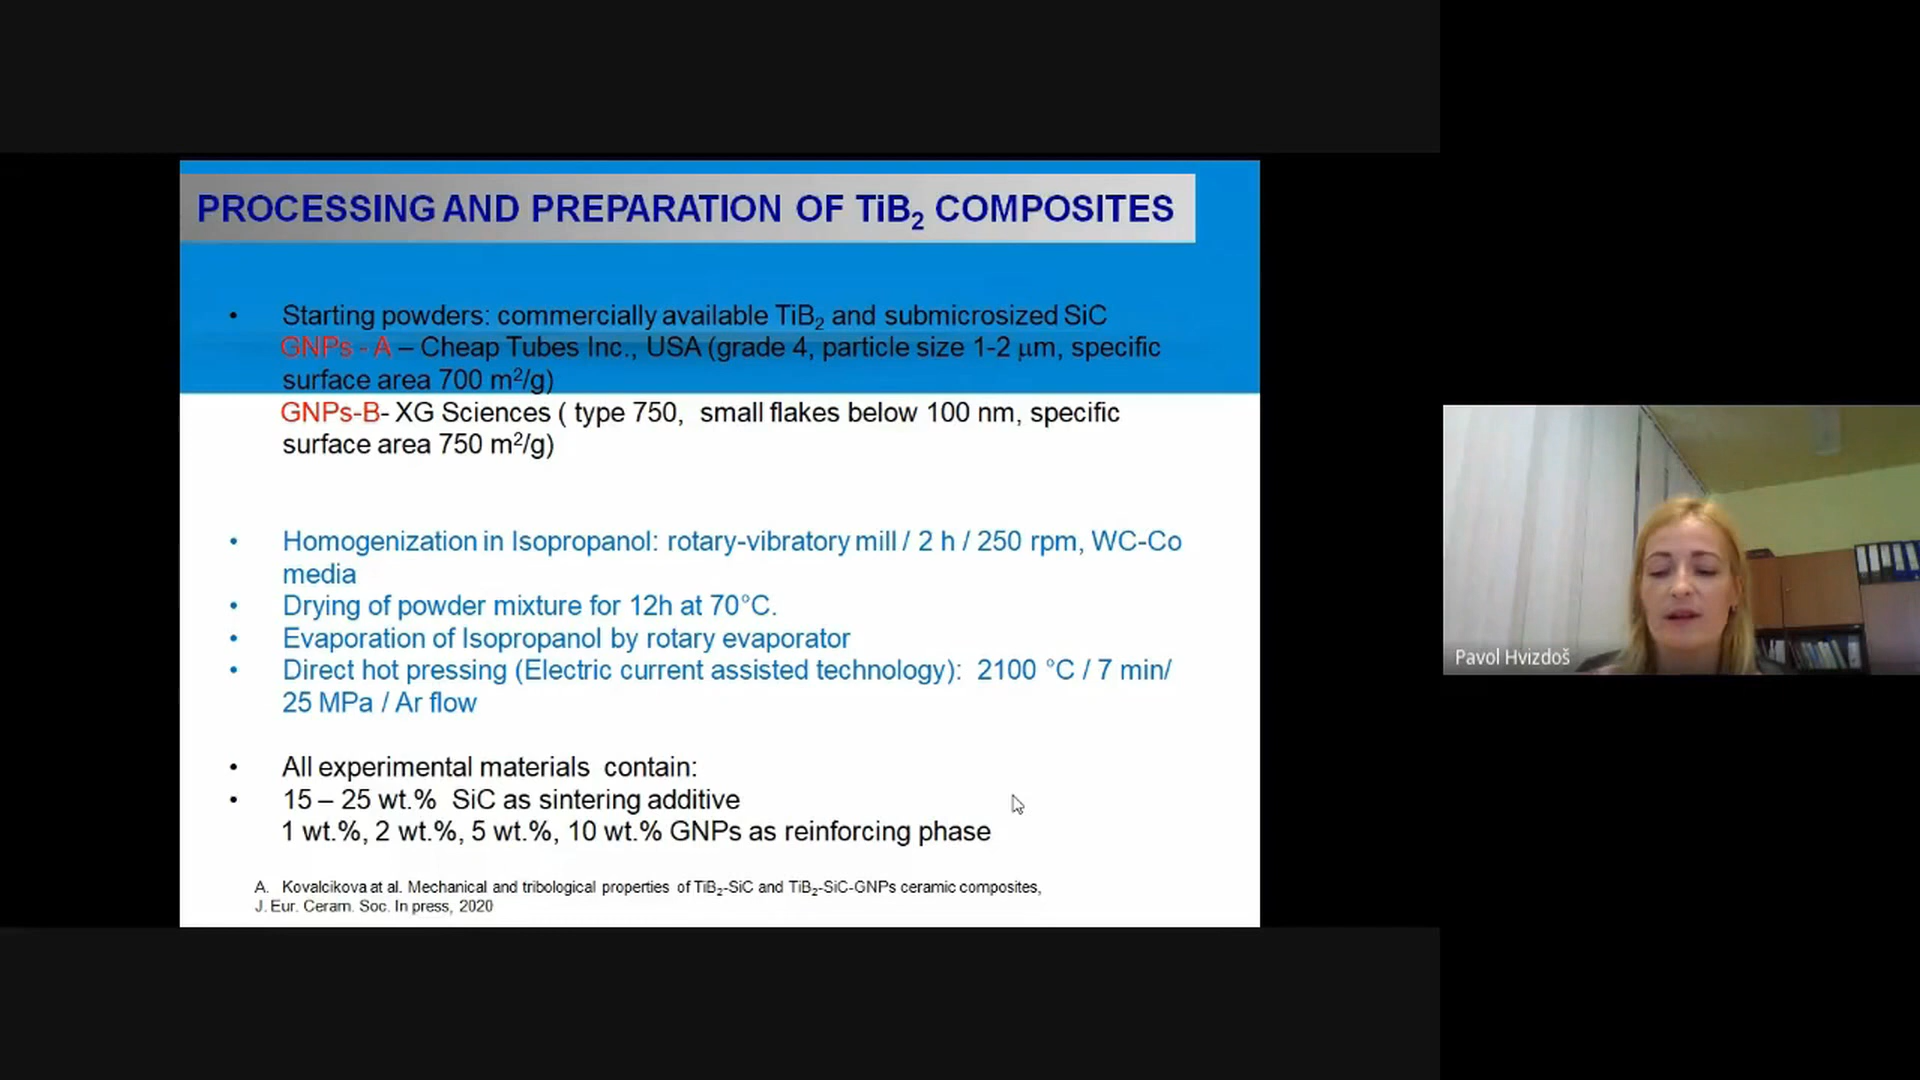 PROCESSING AND PREPARATION OF TiB₂ COMPOSITES
• Starting powders: commercially available TiB₂ and submicrosized SiC
GNPs - A – Cheap Tubes Inc., USA (grade 4, particle size 1-2 μm, specific
surface area 700 m²/g)
GNPs-B- XG Sciences ( type 750, small flakes below 100 nm, specific
surface area 750 m²/g)
• Homogenization in Isopropanol: rotary-vibratory mill / 2 h / 250 rpm, WC-Co
media
• Drying of powder mixture for 12h at 70°C.
• Evaporation of Isopropanol by rotary evaporator
• Direct hot pressing (Electric current assisted technology): 2100 °C / 7 min/
25 MPa / Ar flow
• All experimental materials contain:
• 15 – 25 wt.% SiC as sintering additive
1 wt.%, 2 wt.%, 5 wt.%, 10 wt.% GNPs as reinforcing phase
A. Kovalcikova at al. Mechanical and tribological properties of TiB₂-SiC and TiB₂-SiC-GNPs ceramic composites,
J. Eur. Ceram. Soc. In press, 2020
Pavol Hvizdoš